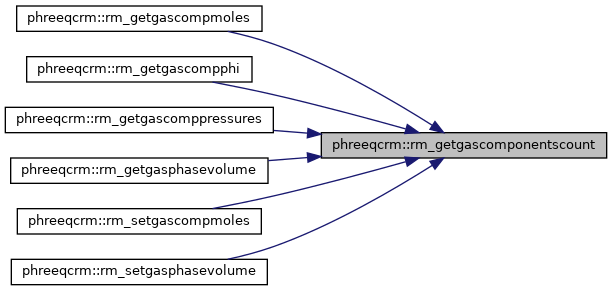 phreeqcrm::rm_getgascompmoles
phreeqcrm::rm_getgascompphi
phreeqcrm::rm_getgascomppressures
phreeqcrm::rm_getgascomponentscount
phreeqcrm::rm_getgasphasevolume
phreeqcrm::rm_setgascompmoles
phreeqcrm::rm_setgasphasevolume